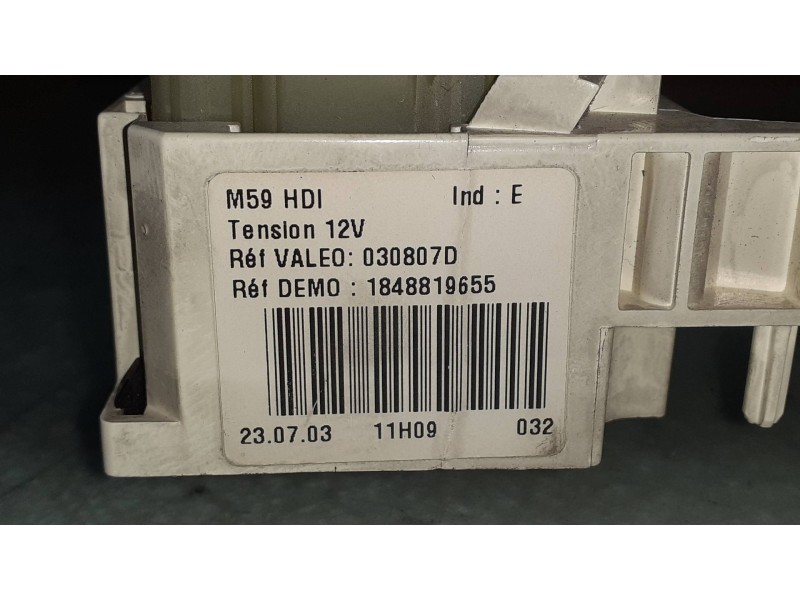 M59 HDI Ind : E
Tension 12V
Réf VALEO: 030807D
Réf DEMO : 1848819655
23.07.03 11H09 032